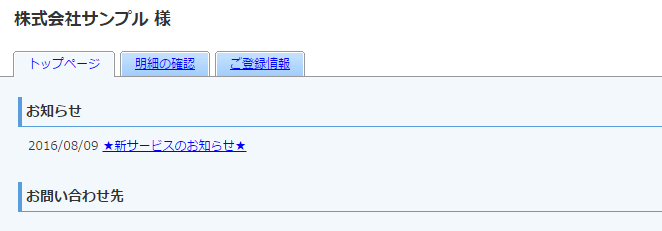 株式会社サンプル 様
トップページ 明細の確認 ご登録情報
お知らせ
2016/08/09 ★新サービスのお知らせ★
お問い合わせ先